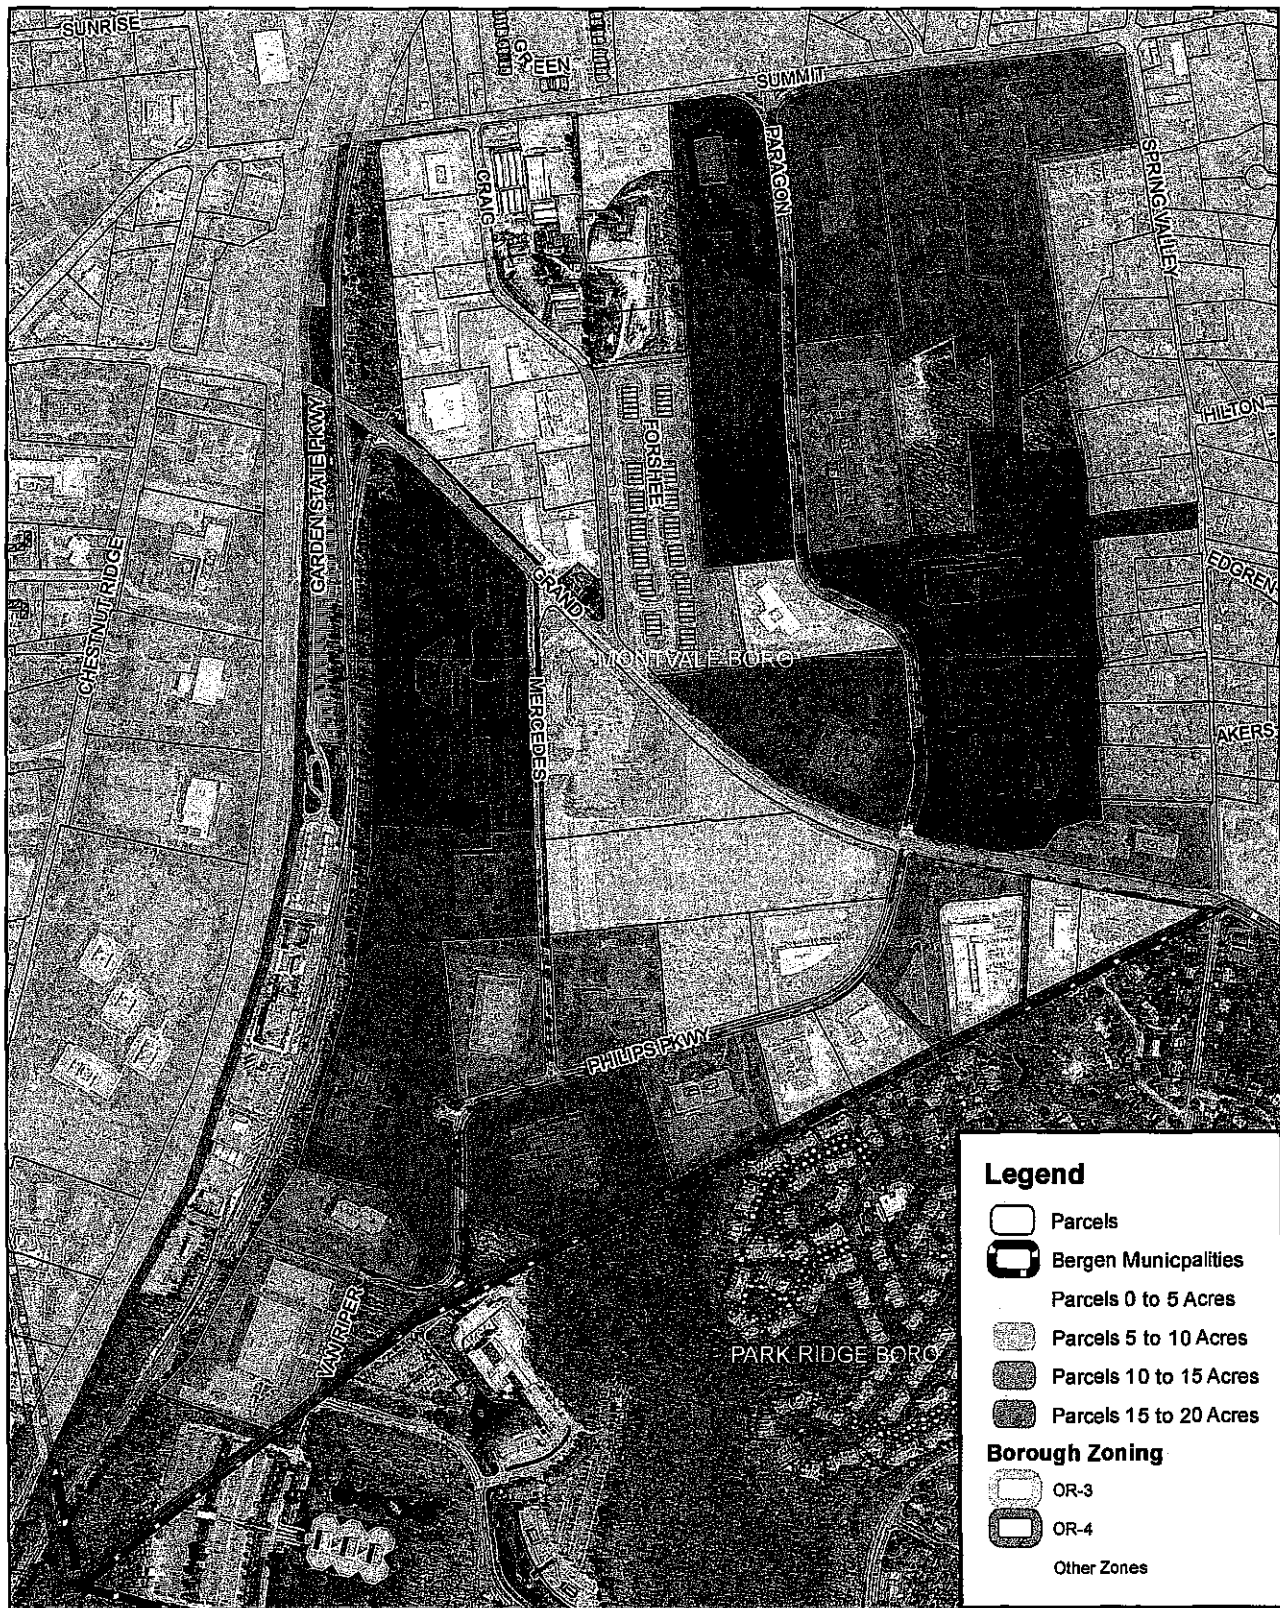 SUNRISE
GREEN
SUMMIT
PARAGON
SPRING VALLEY
CRAIG
GARDEN STATE PKWY
FORSHEE
HILTON
CHESTNUT RIDGE
GRAND
EDGREN
MONTVALE BORO
MERCEDES
AKERS
PHILIPS PKWY
VAN RIPER
PARK RIDGE BORO
Legend
Parcels
Bergen Municpalities
Parcels 0 to 5 Acres
Parcels 5 to 10 Acres
Parcels 10 to 15 Acres
Parcels 15 to 20 Acres
Borough Zoning
OR-3
OR-4
Other Zones